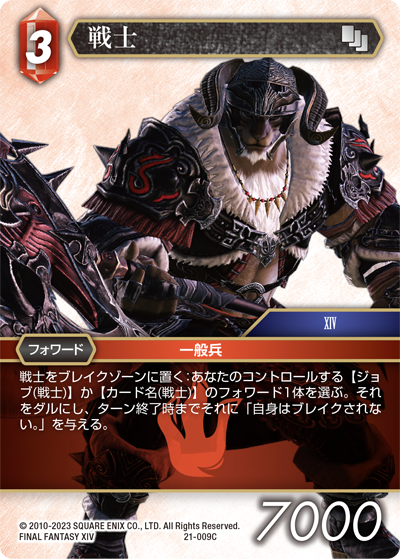 3
戦士
XIV
フォワード
一般兵
戦士をブレイクゾーンに置く:あなたのコントロールする【ジョ
ブ(戦士)】か【カード名(戦士)】のフォワード1体を選ぶ。それ
をダルにし、ターン終了時までそれに「自身はブレイクされな
い。」を与える。
© 2010-2023 SQUARE ENIX CO., LTD. All Rights Reserved.
FINAL FANTASY XIV
21-009C
7000